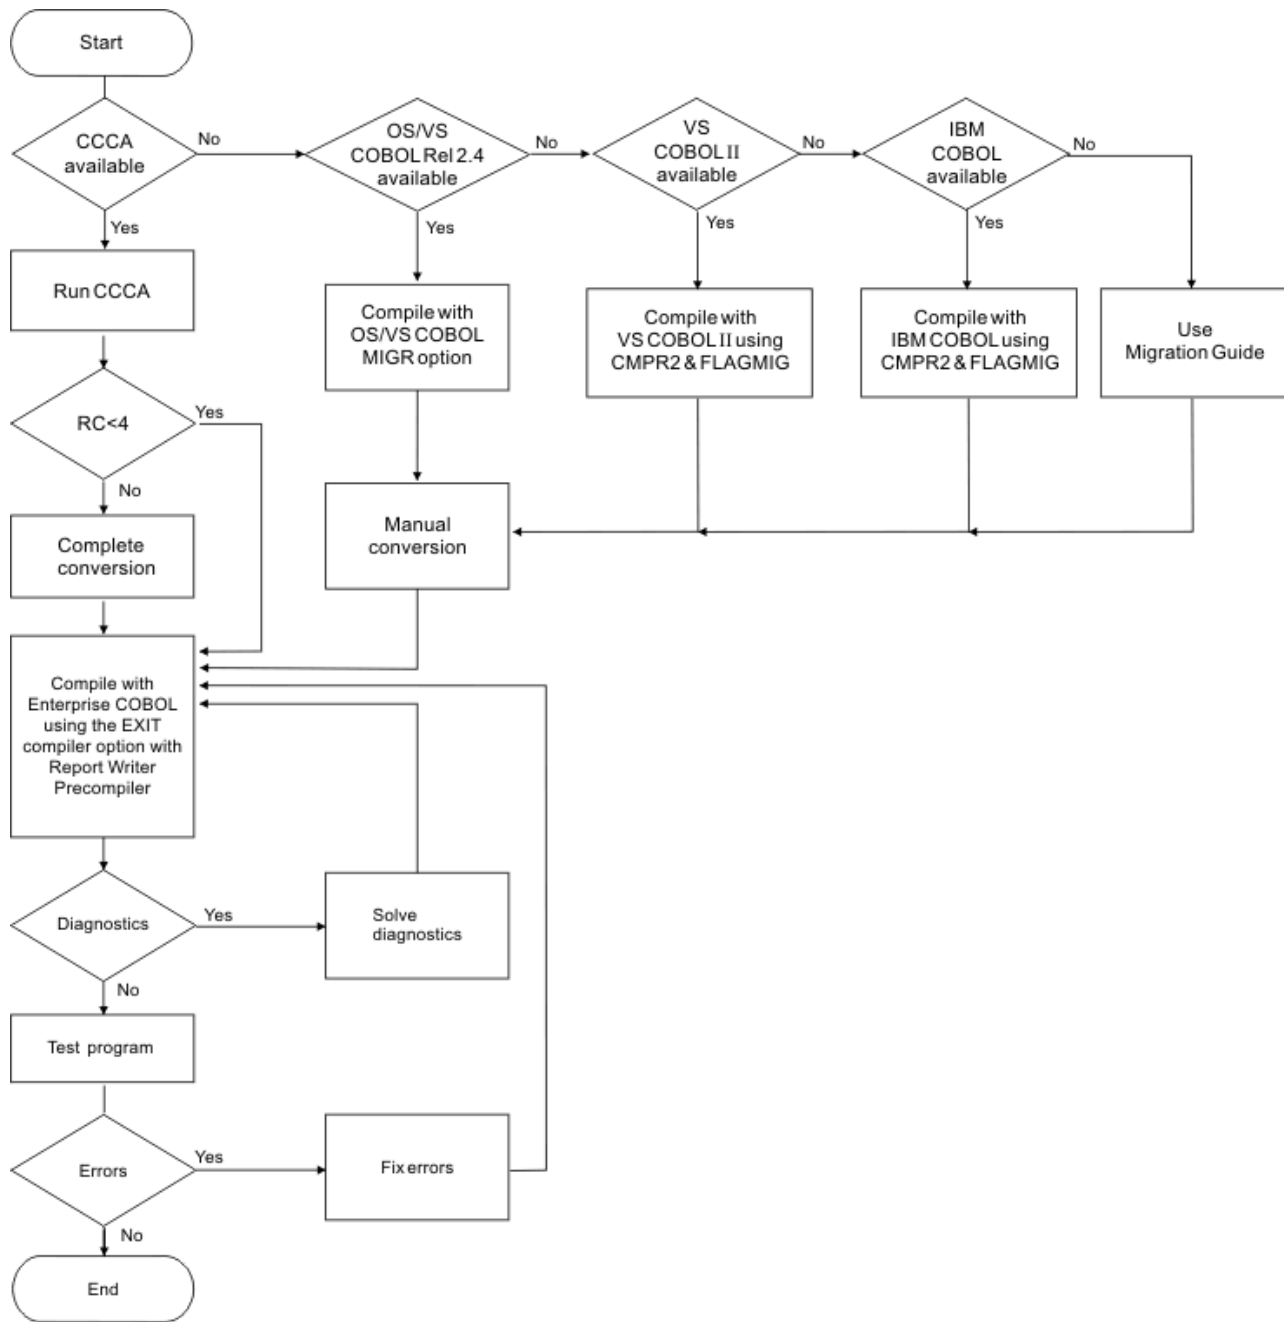 Start
CCCA
available
No
OS/VS
COBOL Rel 2.4
available
No
VS
COBOL II
available
No
IBM
COBOL
available
No
Yes
Yes
Yes
Yes
Run CCCA
Compile with
OS/VS COBOL
MIGR option
Compile with
VS COBOL II using
CMPR2 & FLAGMIG
Compile with
IBM COBOL using
CMPR2 & FLAGMIG
Use
Migration Guide
RC<4
Yes
No
Complete
conversion
Manual
conversion
Compile with
Enterprise COBOL
using the EXIT
compiler option with
Report Writer
Precompiler
Diagnostics
Yes
Solve
diagnostics
No
Test program
Errors
Yes
Fix errors
No
End